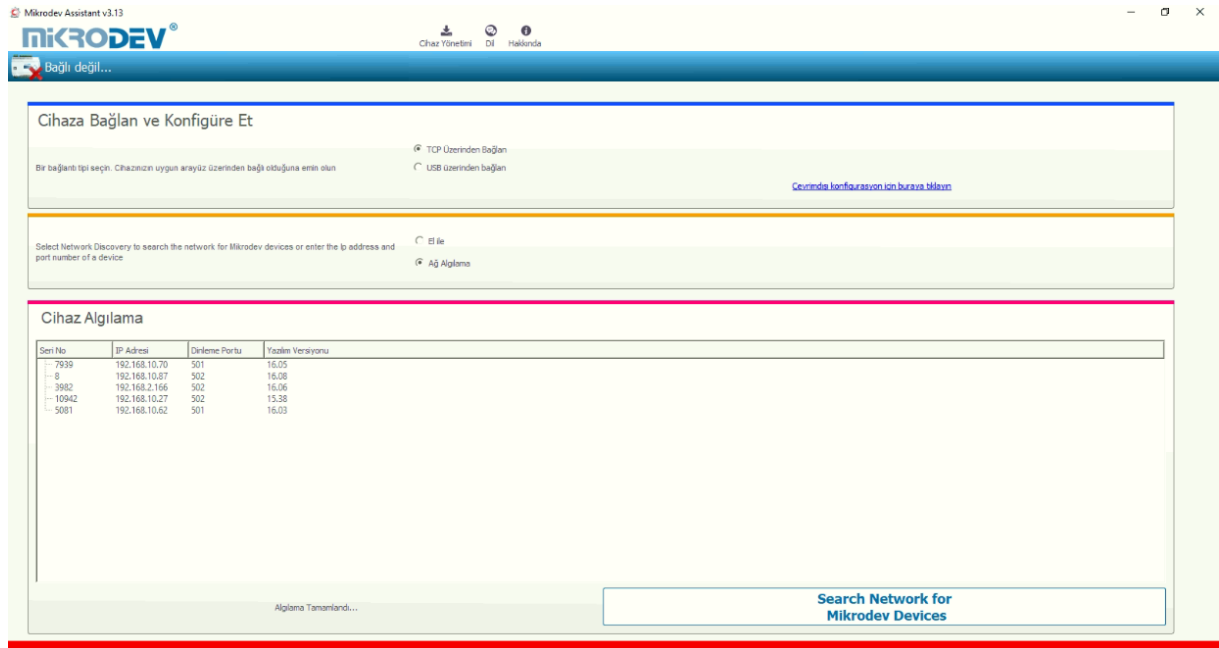 Mikrodev Assistant v3.13
MiKRODEV®
Cihaz Yönetimi Dil Hakkında
Bağlı değil...
Cihaza Bağlan ve Konfigüre Et
TCP Üzerinden Bağlan
Bir bağlantı tipi seçin. Cihazınızın uygun arayüz üzerinden bağlı olduğuna emin olun
USB üzerinden bağlan
Çevrimdışı konfigurasyon için buraya tıklayın
Select Network Discovery to search the network for Mikrodev devices or enter the Ip address and
port number of a device
El ile
Ağ Algılama
Cihaz Algılama
Seri No IP Adresi Dinleme Portu Yazılım Versiyonu
7939 192.168.10.70 501 16.05
8 192.168.10.87 502 16.08
3982 192.168.2.166 502 16.06
10942 192.168.10.27 502 15.38
5081 192.168.10.62 501 16.03
Algılama Tamamlandı...
Search Network for
Mikrodev Devices